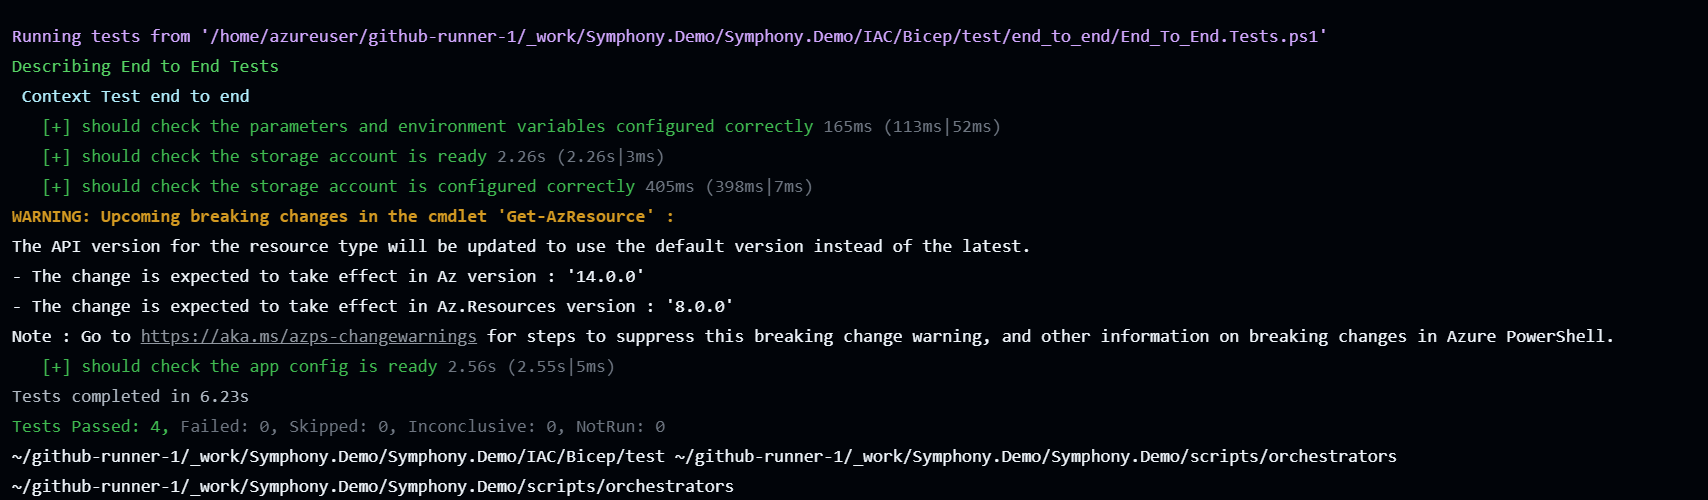 Running tests from '/home/azureuser/github-runner-1/_work/Symphony.Demo/Symphony.Demo/IAC/Bicep/test/end_to_end/End_To_End.Tests.ps1'
Describing End to End Tests
 Context Test end to end
   [+] should check the parameters and environment variables configured correctly 165ms (113ms|52ms)
   [+] should check the storage account is ready 2.26s (2.26s|3ms)
   [+] should check the storage account is configured correctly 405ms (398ms|7ms)
WARNING: Upcoming breaking changes in the cmdlet 'Get-AzResource' :
The API version for the resource type will be updated to use the default version instead of the latest.
- The change is expected to take effect in Az version : '14.0.0'
- The change is expected to take effect in Az.Resources version : '8.0.0'
Note : Go to https://aka.ms/azps-changewarnings for steps to suppress this breaking change warning, and other information on breaking changes in Azure PowerShell.
   [+] should check the app config is ready 2.56s (2.55s|5ms)
Tests completed in 6.23s
Tests Passed: 4, Failed: 0, Skipped: 0, Inconclusive: 0, NotRun: 0
~/github-runner-1/_work/Symphony.Demo/Symphony.Demo/IAC/Bicep/test ~/github-runner-1/_work/Symphony.Demo/Symphony.Demo/scripts/orchestrators
~/github-runner-1/_work/Symphony.Demo/Symphony.Demo/scripts/orchestrators